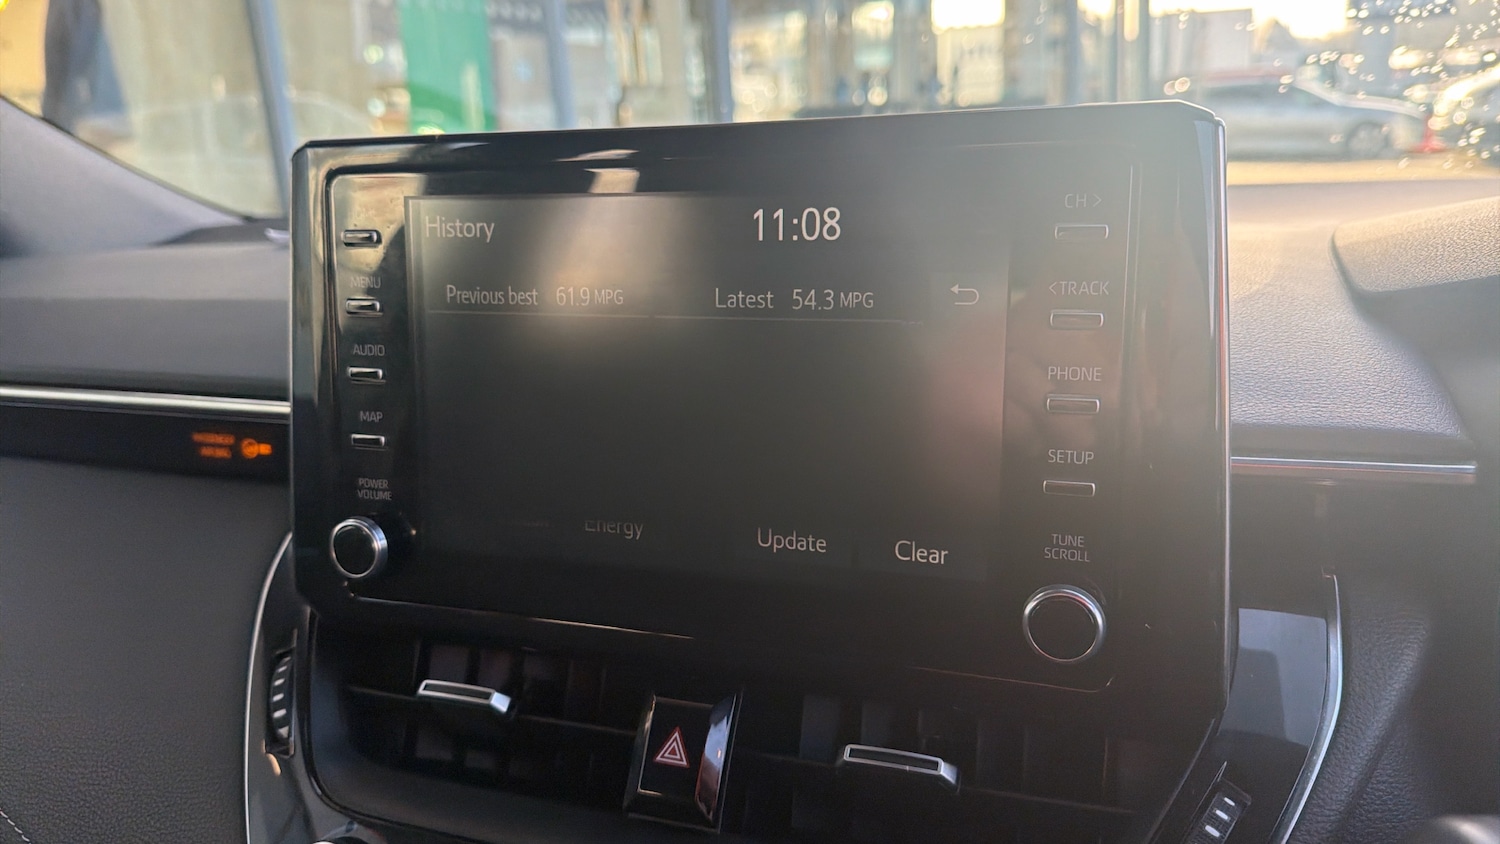 History
11:08
Previous best 61.9 MPG
Latest 54.3 MPG
Energy
Update
Clear
MENU
AUDIO
MAP
POWER
VOLUME
CH >
< TRACK
PHONE
SETUP
TUNE
SCROLL